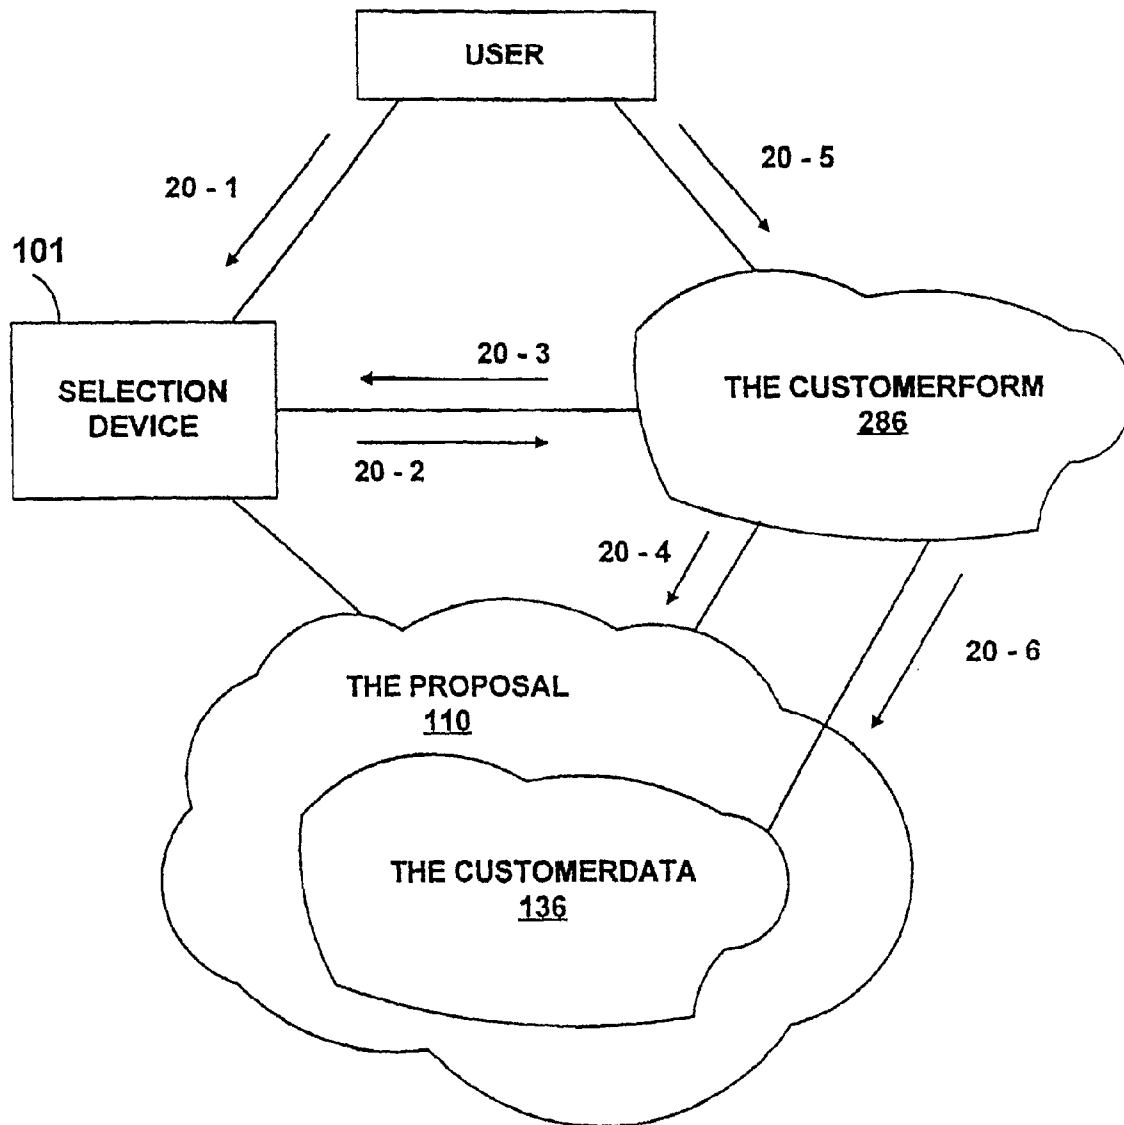 USER
20 - 1
20 - 5
101
SELECTION
DEVICE
20 - 3
20 - 2
THE CUSTOMERFORM
286
20 - 4
20 - 6
THE PROPOSAL
110
THE CUSTOMERDATA
136